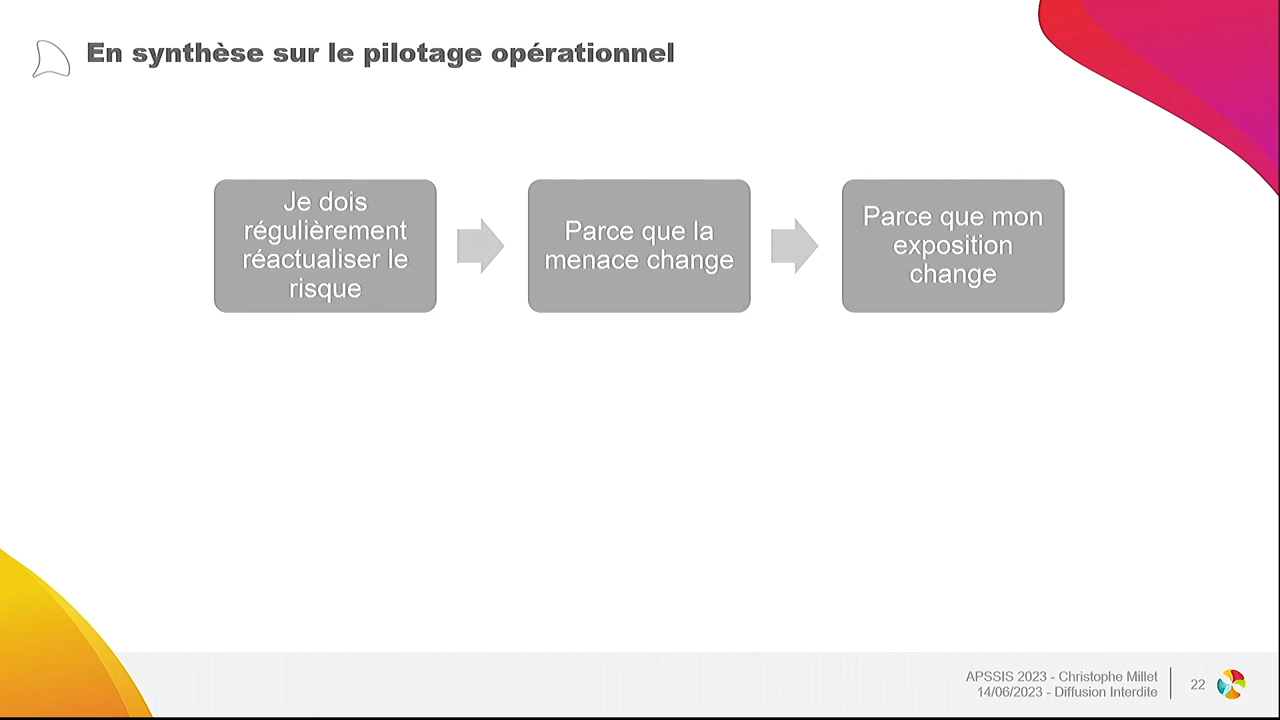 En synthèse sur le pilotage opérationnel
Je dois
régulièrement
réactualiser le
risque
Parce que la
menace change
Parce que mon
exposition
change
APSSIS 2023 - Christophe Millet
14/06/2023 - Diffusion Interdite
22